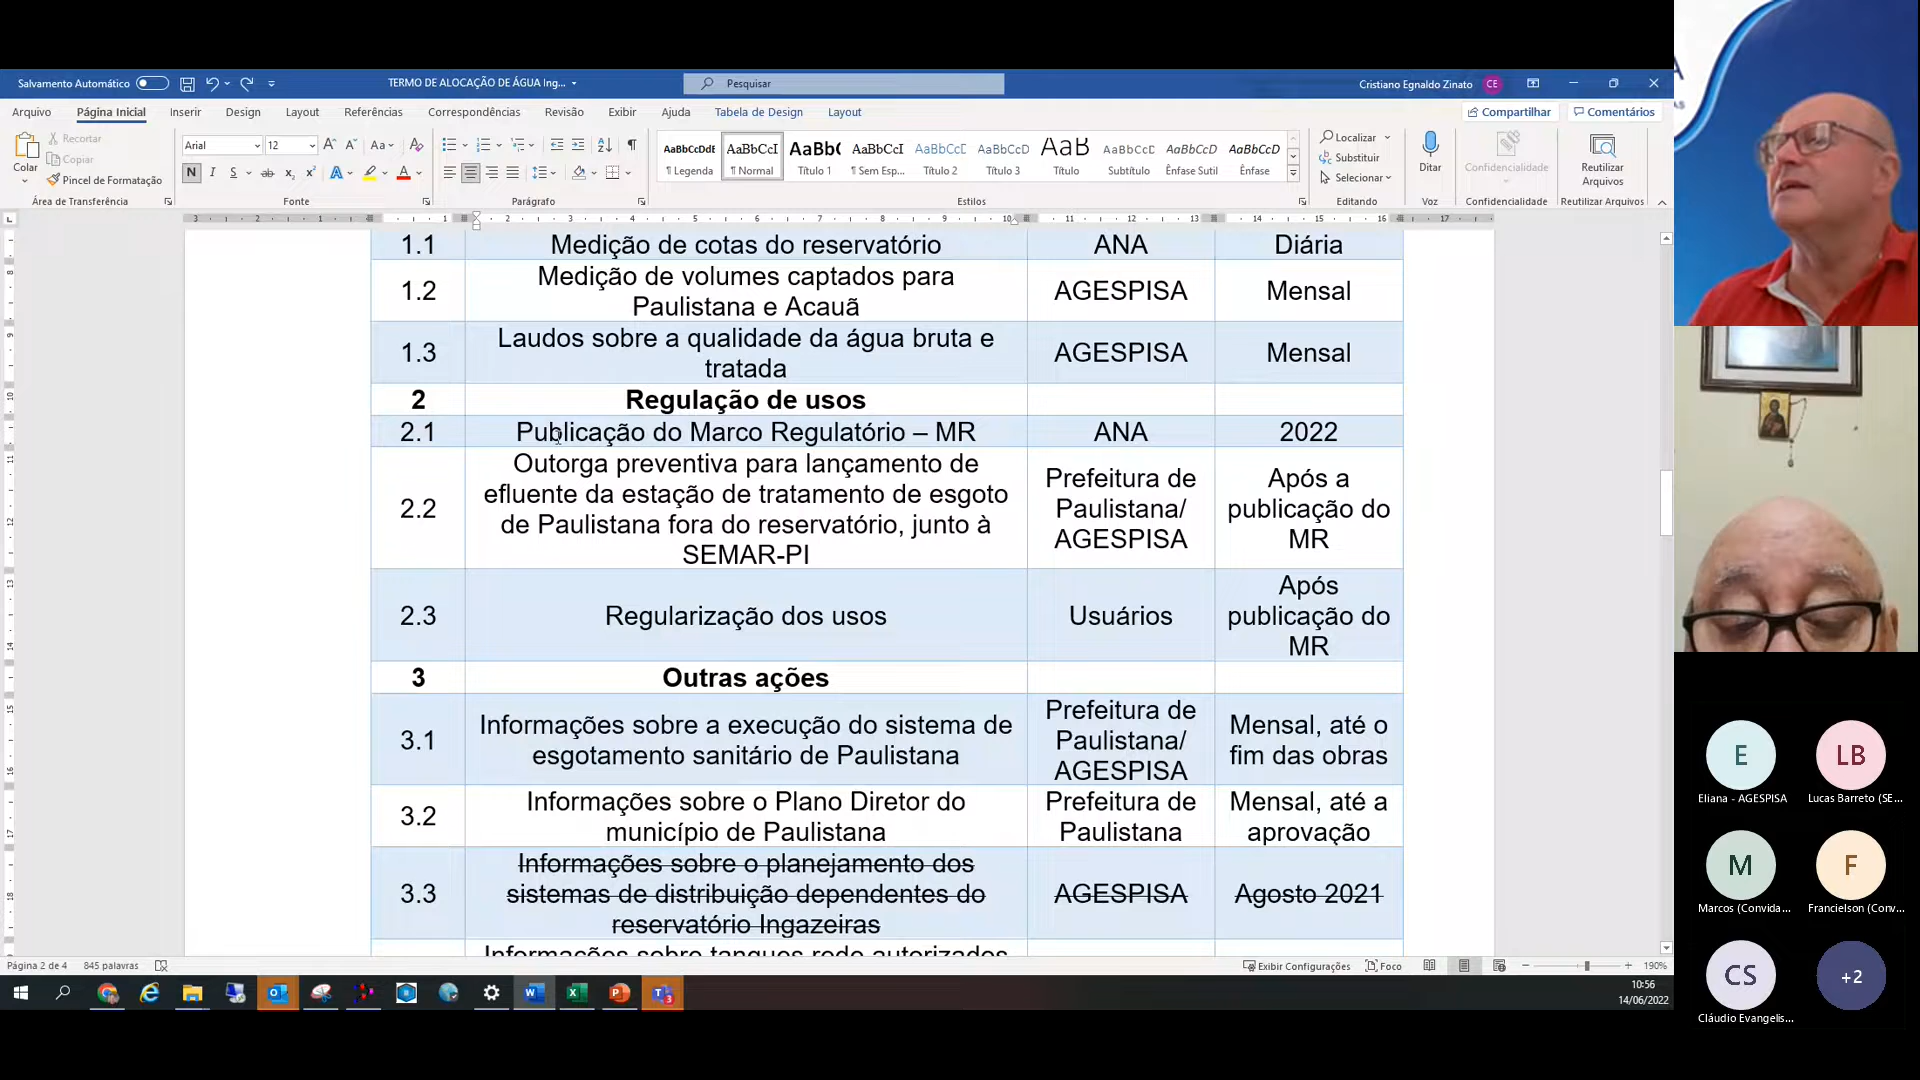 Salvamento Automático
TERMO DE ALOCAÇÃO DE ÁGUA Ing...
Pesquisar
Cristiano Egnaldo Zinato
CE
Arquivo Página Inicial Inserir Design Layout Referências Correspondências Revisão Exibir Ajuda Tabela de Design Layout
Compartilhar Comentários
Colar
Recortar
Copiar
Pincel de Formatação
Área de Transferência
Arial 12
Fonte
Parágrafo
AaBbCcDdE AaBbCcI AaBb( AaBbCcI AaBbCcD AaBbCcD AaB AaBbCcD AaBbCcD AaBbCcD
¶ Legenda ¶ Normal Título 1 ¶ Sem Esp... Título 2 Título 3 Título Subtítulo Ênfase Sutil Ênfase
Estilos
Localizar
Substituir
Selecionar
Editando
Ditar
Voz
Confidencialidade
Confidencialidade
Reutilizar
Arquivos
Reutilizar Arquivos
1.1 Medição de cotas do reservatório ANA Diária
1.2 Medição de volumes captados para
Paulistana e Acauã AGESPISA Mensal
1.3 Laudos sobre a qualidade da água bruta e
tratada AGESPISA Mensal
2 Regulação de usos
2.1 Publicação do Marco Regulatório – MR ANA 2022
2.2 Outorga preventiva para lançamento de
efluente da estação de tratamento de esgoto
de Paulistana fora do reservatório, junto à
SEMAR-PI
Prefeitura de
Paulistana/
AGESPISA
Após a
publicação do
MR
2.3 Regularização dos usos Usuários
Após
publicação do
MR
3 Outras ações
3.1 Informações sobre a execução do sistema de
esgotamento sanitário de Paulistana
Prefeitura de
Paulistana/
AGESPISA
Mensal, até o
fim das obras
3.2 Informações sobre o Plano Diretor do
município de Paulistana
Prefeitura de
Paulistana
Mensal, até a
aprovação
3.3 Informações sobre o planejamento dos
sistemas de distribuição dependentes do
reservatório Ingazeiras
AGESPISA
Agosto 2021
Informações sobre tanques rede autorizados
Página 2 de 4 845 palavras
Exibir Configurações Foco 190%
10:56
14/06/2022
E
Eliana - AGESPISA
LB
Lucas Barreto (SE...
M
Marcos (Convida...
F
Francielson (Conv...
CS
Cláudio Evangelis...
+2